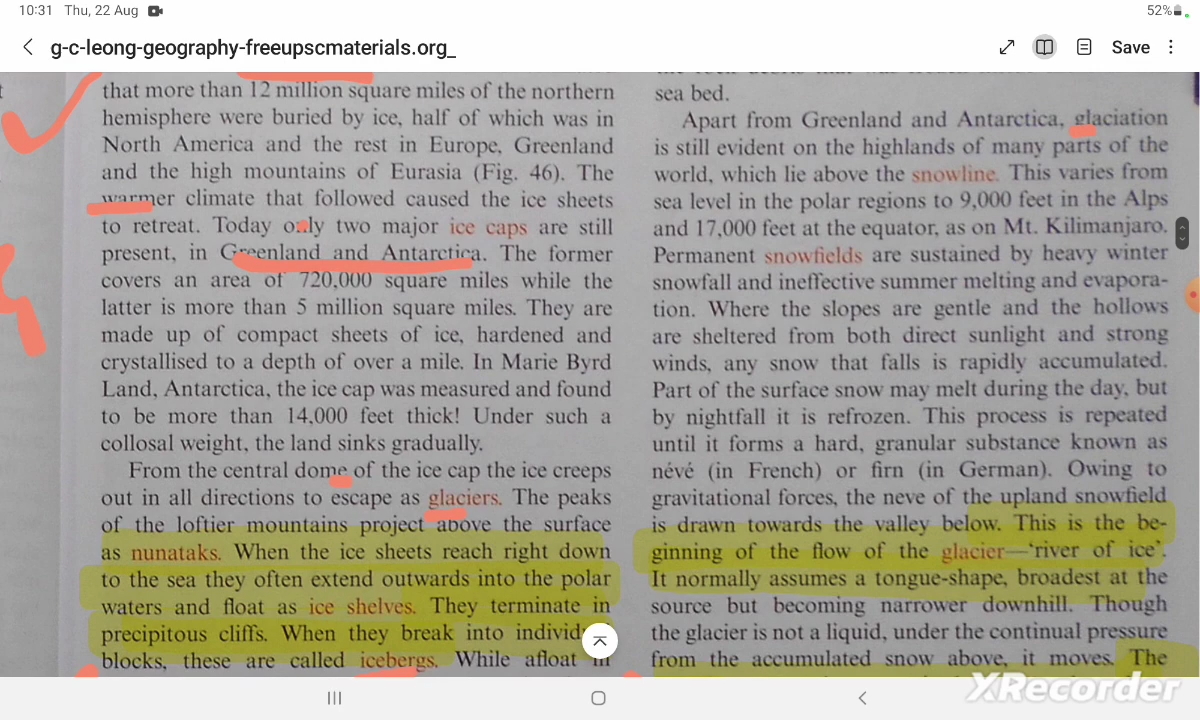 10:31 Thu, 22 Aug
52%
g-c-leong-geography-freeupscmaterials.org_
Save
that more than 12 million square miles of the northern
hemisphere were buried by ice, half of which was in
North America and the rest in Europe, Greenland
and the high mountains of Eurasia (Fig. 46). The
warmer climate that followed caused the ice sheets
to retreat. Today only two major ice caps are still
present, in Greenland and Antarctica. The former
covers an area of 720,000 square miles while the
latter is more than 5 million square miles. They are
made up of compact sheets of ice, hardened and
crystallised to a depth of over a mile. In Marie Byrd
Land, Antarctica, the ice cap was measured and found
to be more than 14,000 feet thick! Under such a
collosal weight, the land sinks gradually.
From the central dome of the ice cap the ice creeps
out in all directions to escape as glaciers. The peaks
of the loftier mountains project above the surface
as nunataks. When the ice sheets reach right down
to the sea they often extend outwards into the polar
waters and float as ice shelves. They terminate in
precipitous cliffs. When they break into
blocks, these are called icebergs. While afloat in
sea bed.
Apart from Greenland and Antarctica, glaciation
is still evident on the highlands of many parts of the
world, which lie above the snowline. This varies from
sea level in the polar regions to 9,000 feet in the Alps
and 17,000 feet at the equator, as on Mt. Kilimanjaro.
Permanent snowfields are sustained by heavy winter
snowfall and ineffective summer melting and evapora-
tion. Where the slopes are gentle and the hollows
are sheltered from both direct sunlight and strong
winds, any snow that falls is rapidly accumulated.
Part of the surface snow may melt during the day, but
by nightfall it is refrozen. This process is repeated
until it forms a hard, granular substance known as
névé (in French) or firn (in German). Owing to
gravitational forces, the neve of the upland snowfield
is drawn towards the valley below. This is the be-
ginning of the flow of the glacier—'river of ice'.
It normally assumes a tongue-shape, broadest at the
source but becoming narrower downhill. Though
the glacier is not a liquid, under the continual pressure
from the accumulated snow above, it moves. The
XRecorder